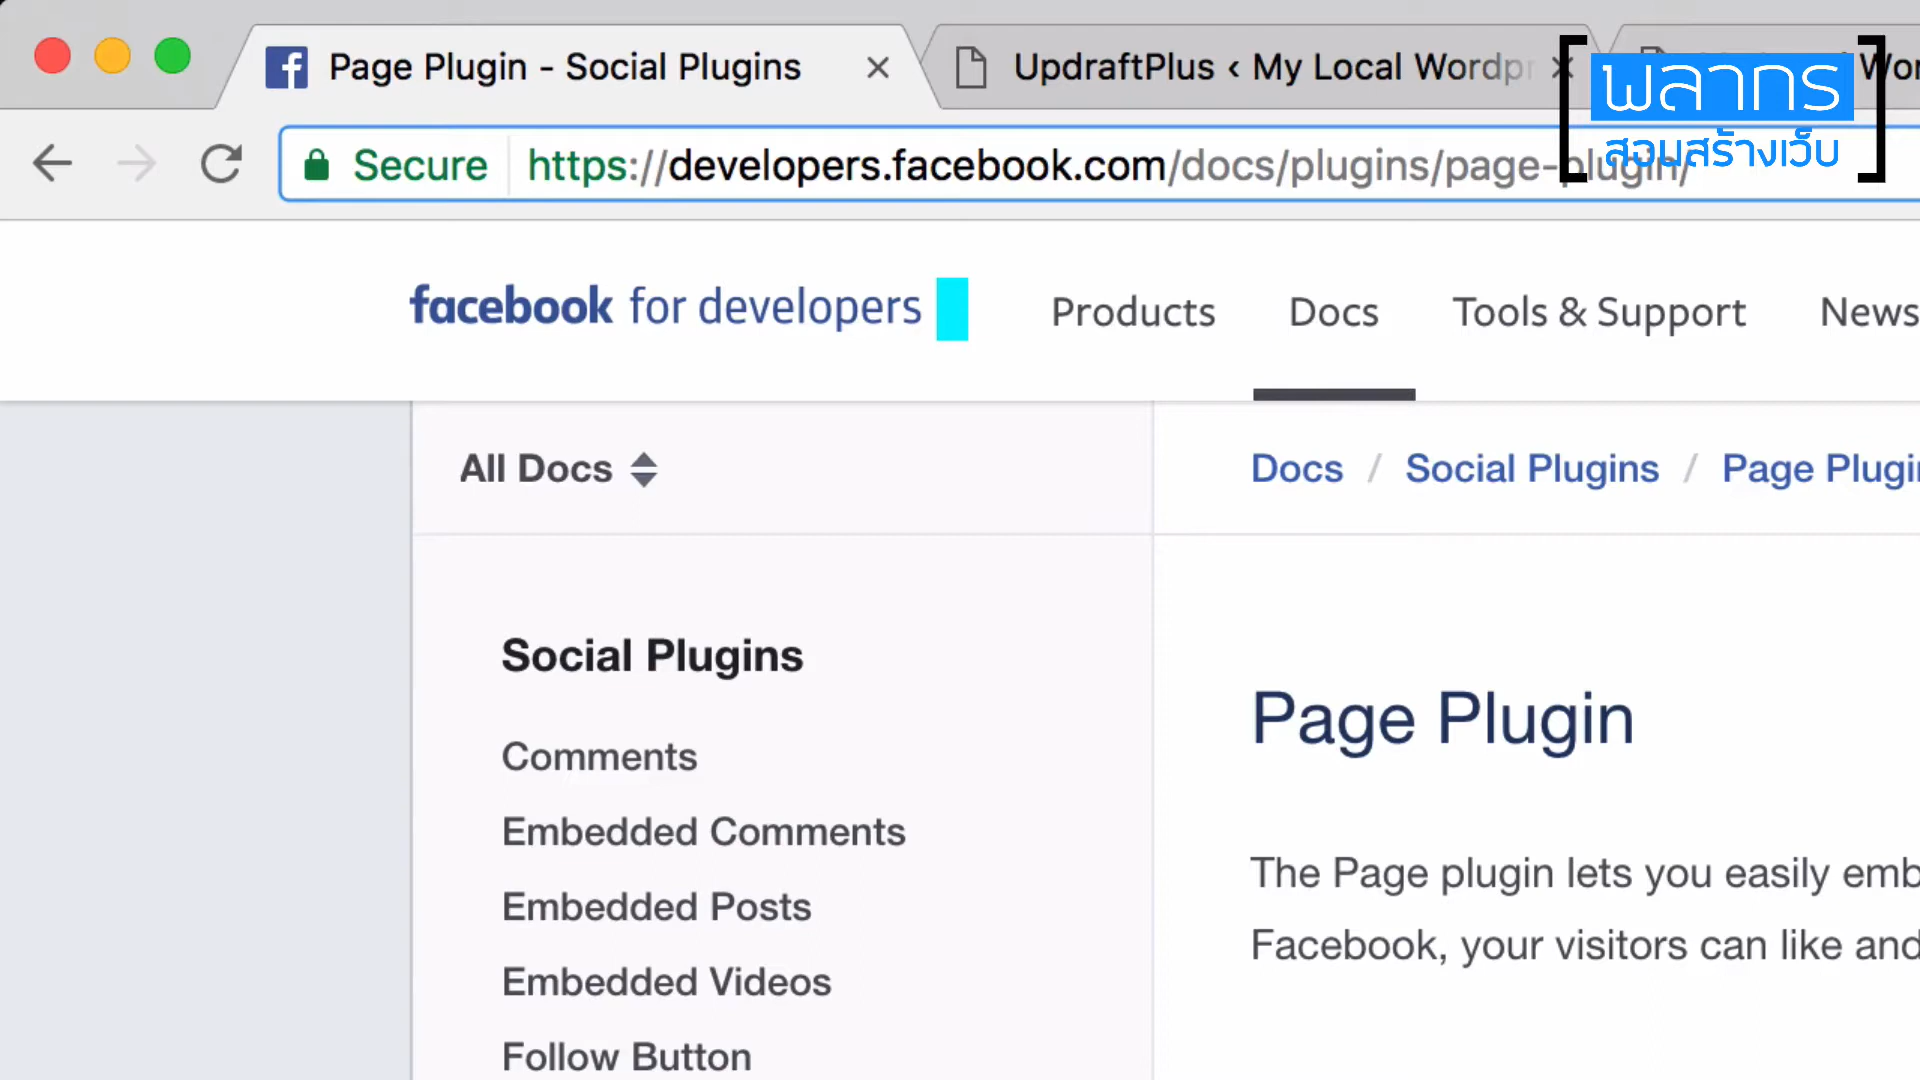 Page Plugin - Social Plugins
UpdraftPlus ‹ My Local Wordpr
พลากร
สอนสร้างเว็บ
Secure
https://developers.facebook.com/docs/plugins/page-plugin/
facebook for developers
Products
Docs
Tools & Support
News
All Docs
Docs / Social Plugins / Page Plugin
Social Plugins
Comments
Embedded Comments
Embedded Posts
Embedded Videos
Follow Button
Page Plugin
The Page plugin lets you easily emb
Facebook, your visitors can like and